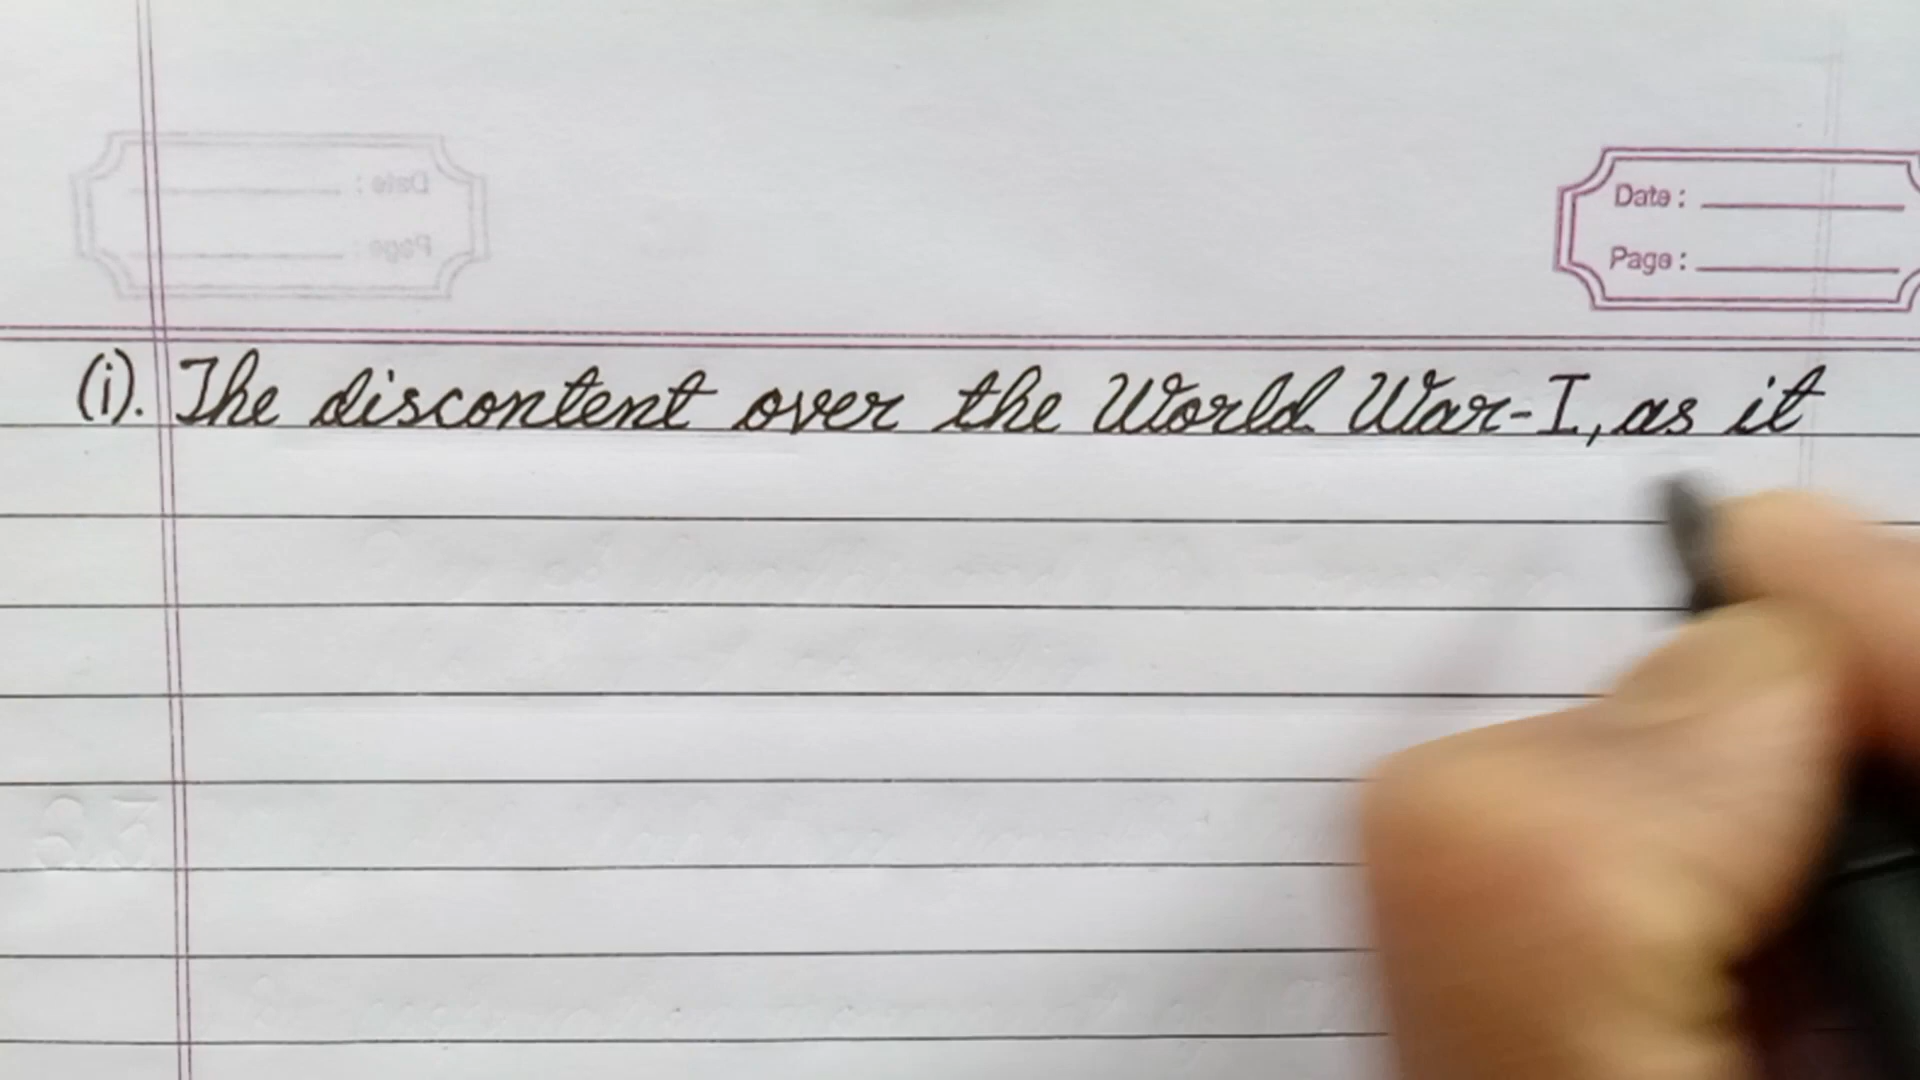 Date :
Page :
(i). The discontent over the World War-I, as it